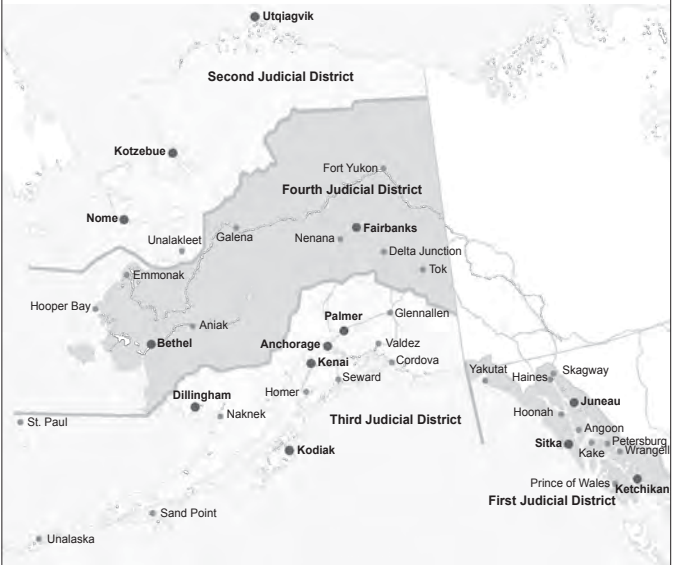 Utqiagvik
Second Judicial District
Kotzebue
Fort Yukon
Fourth Judicial District
Nome
Galena
Fairbanks
Unalakleet
Nenana
Delta Junction
Emmonak
Tok
Hooper Bay
Aniak
Palmer
Glennallen
Bethel
Anchorage
Valdez
Kenai
Cordova
Yakutat
Skagway
Haines
Seward
Homer
Dillingham
Juneau
Naknek
Hoonah
St. Paul
Third Judicial District
Angoon
Sitka
Petersburg
Kake
Wrangell
Kodiak
Prince of Wales
Ketchikan
First Judicial District
Sand Point
Unalaska